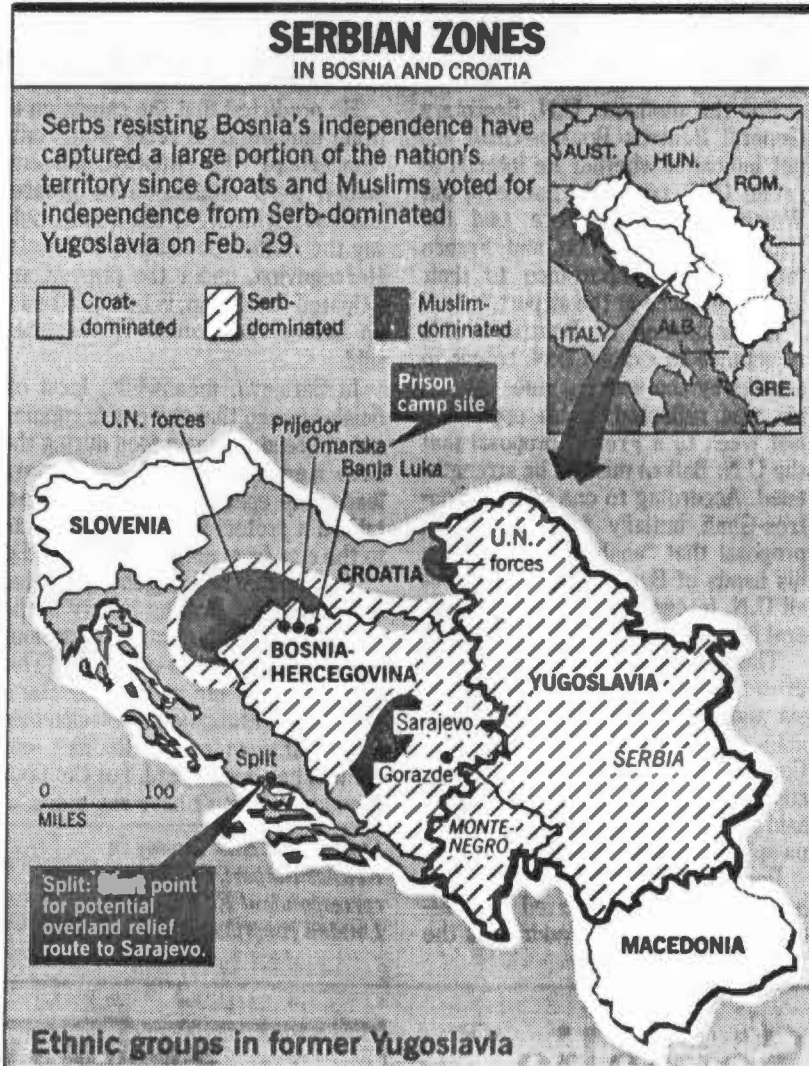 SERBIAN ZONES
IN BOSNIA AND CROATIA
Serbs resisting Bosnia's independence have
captured a large portion of the nation's
territory since Croats and Muslims voted for
independence from Serb-dominated
Yugoslavia on Feb. 29.
Croat-
dominated
Serb-
dominated
Muslim-
dominated
AUST.
HUN.
ROM.
ITALY
ALB.
GRE.
Prison
camp site
U.N. forces
Prijedor
Omarska
Banja Luka
SLOVENIA
CROATIA
U.N.
forces
BOSNIA-
HERCEGOVINA
YUGOSLAVIA
Sarajevo
SERBIA
Split
Gorazde
0 100
MILES
MONTE-
NEGRO
Split: point
for potential
overland relief
route to Sarajevo.
MACEDONIA
Ethnic groups in former Yugoslavia